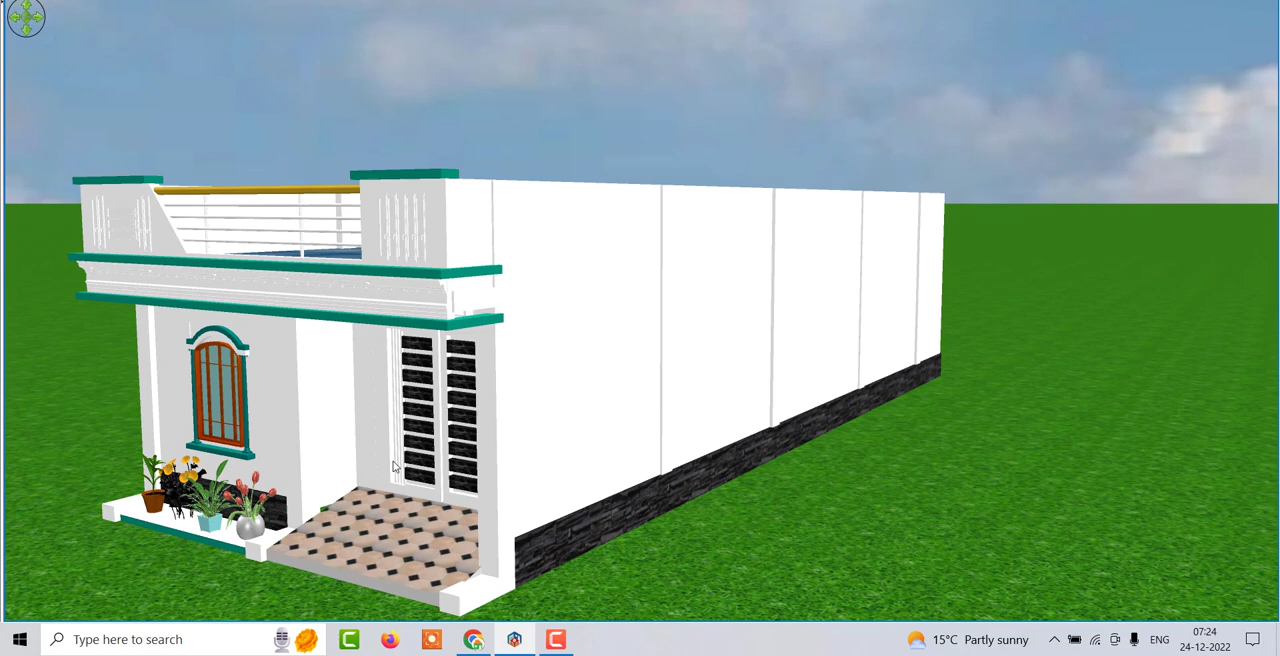 Type here to search
15°C Partly sunny
ENG
07:24
24-12-2022